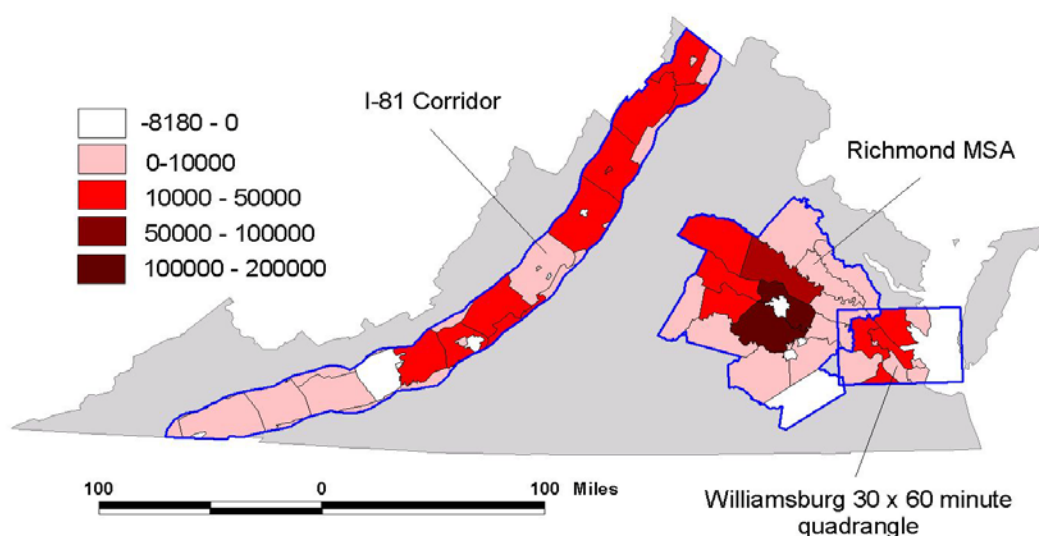 I-81 Corridor
-8180 - 0
0-10000
10000 - 50000
50000 - 100000
100000 - 200000
Richmond MSA
100 0 100 Miles
Williamsburg 30 x 60 minute
quadrangle